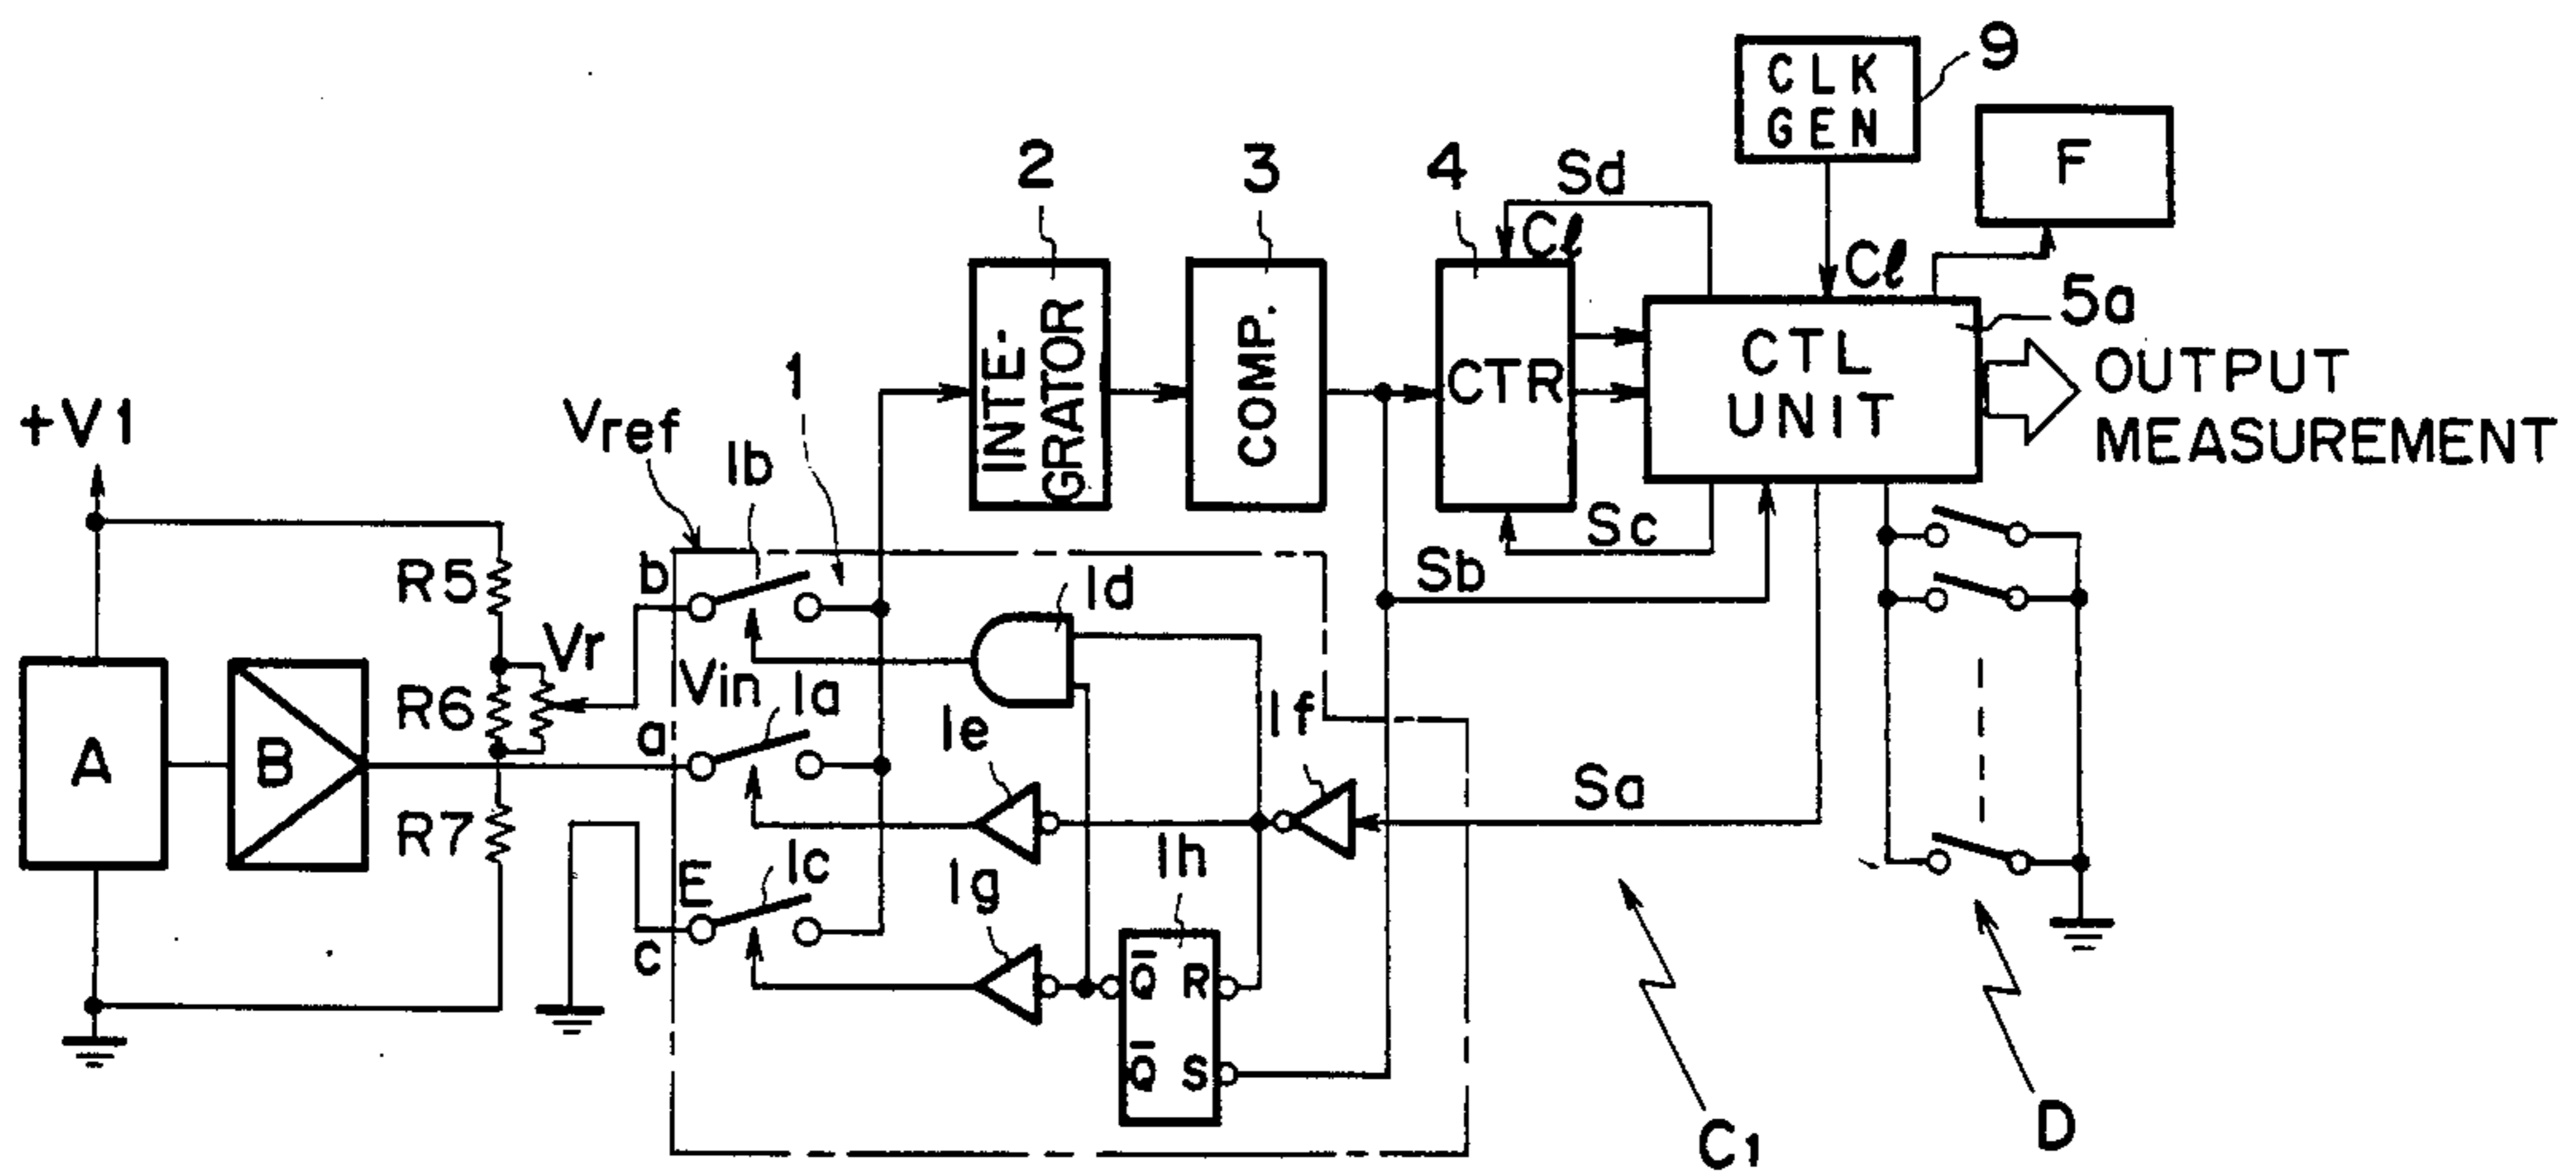 CLK
GEN
9
F
2
3
4
Sd
Cl
Cl
5a
INTE-
GRATOR
COMP.
CTR
CTL
UNIT
OUTPUT
MEASUREMENT
+V1
Vref
1b
1
R5
b
1d
Sb
Sc
Vr
Vin
1a
R6
a
1e
1f
A
B
R7
Sa
E
1c
1g
1h
c
Q̅
R
Q̅
S
C1
D